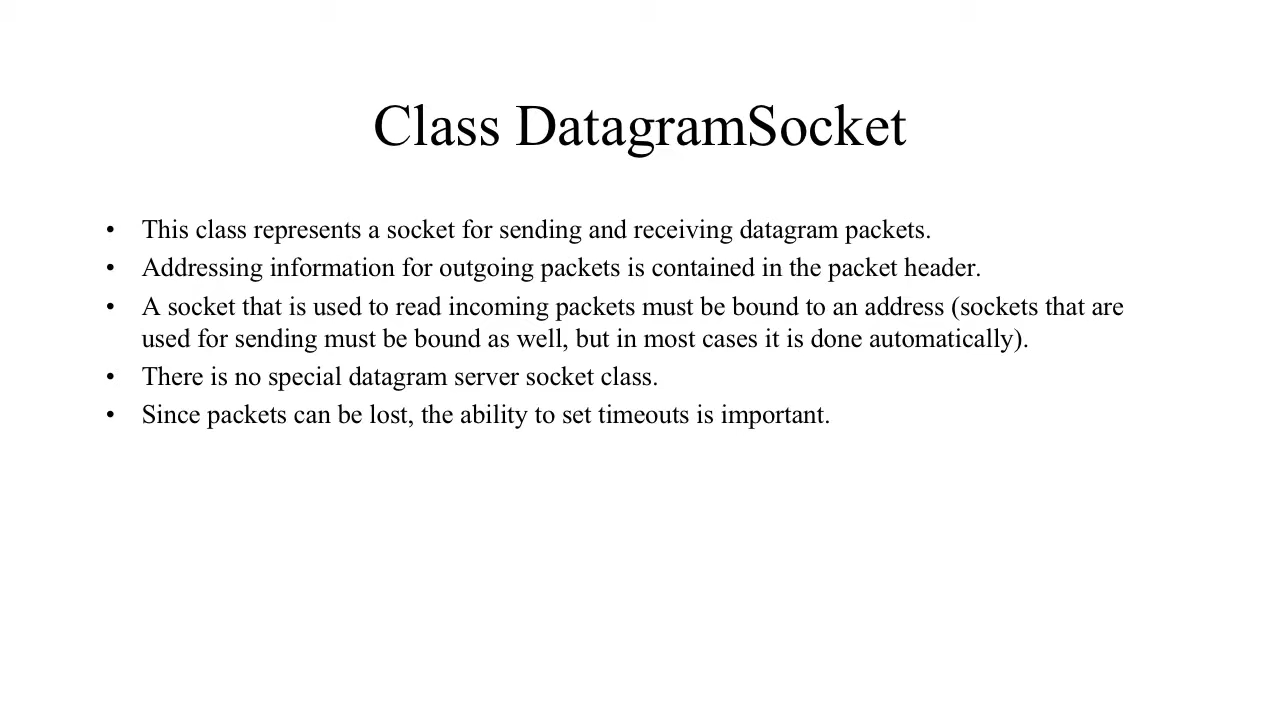 Class DatagramSocket
• This class represents a socket for sending and receiving datagram packets.
• Addressing information for outgoing packets is contained in the packet header.
• A socket that is used to read incoming packets must be bound to an address (sockets that are
used for sending must be bound as well, but in most cases it is done automatically).
• There is no special datagram server socket class.
• Since packets can be lost, the ability to set timeouts is important.